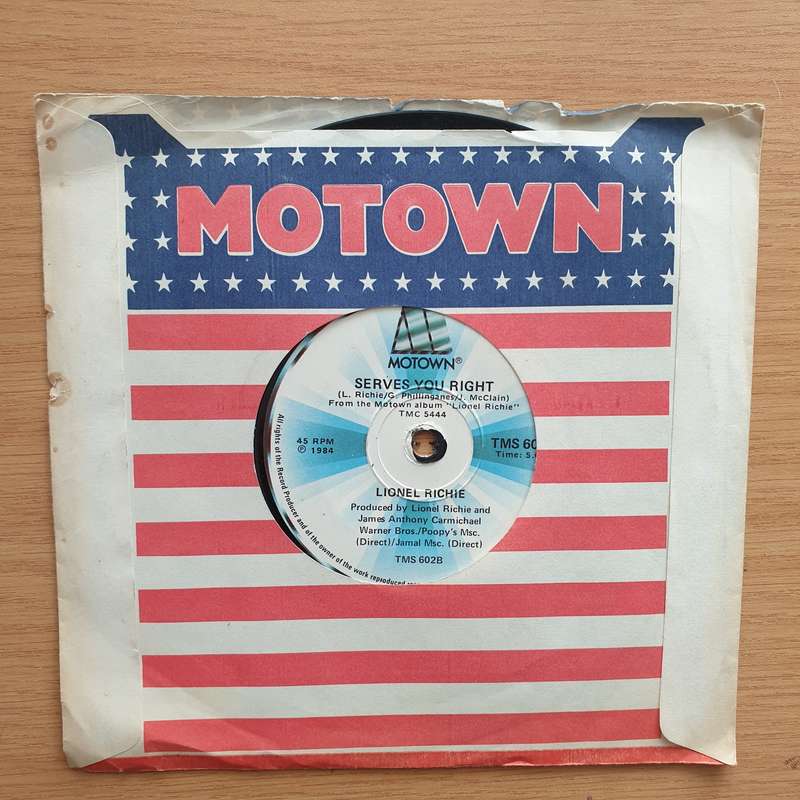 MOTOWN
MOTOWN®
SERVES YOU RIGHT
(L. Richie/G. Phillinganes/J. McClain)
From the Motown album "Lionel Richie"
TMC 5444
45 RPM
℗ 1984
TMS 60
Time: 5.
LIONEL RICHIE
Produced by Lionel Richie and
James Anthony Carmichael
Warner Bros./Poopy's Msc.
(Direct)/Jamal Msc. (Direct)
TMS 602B
All rights of the Record Producer and of the owner of the work reproduced